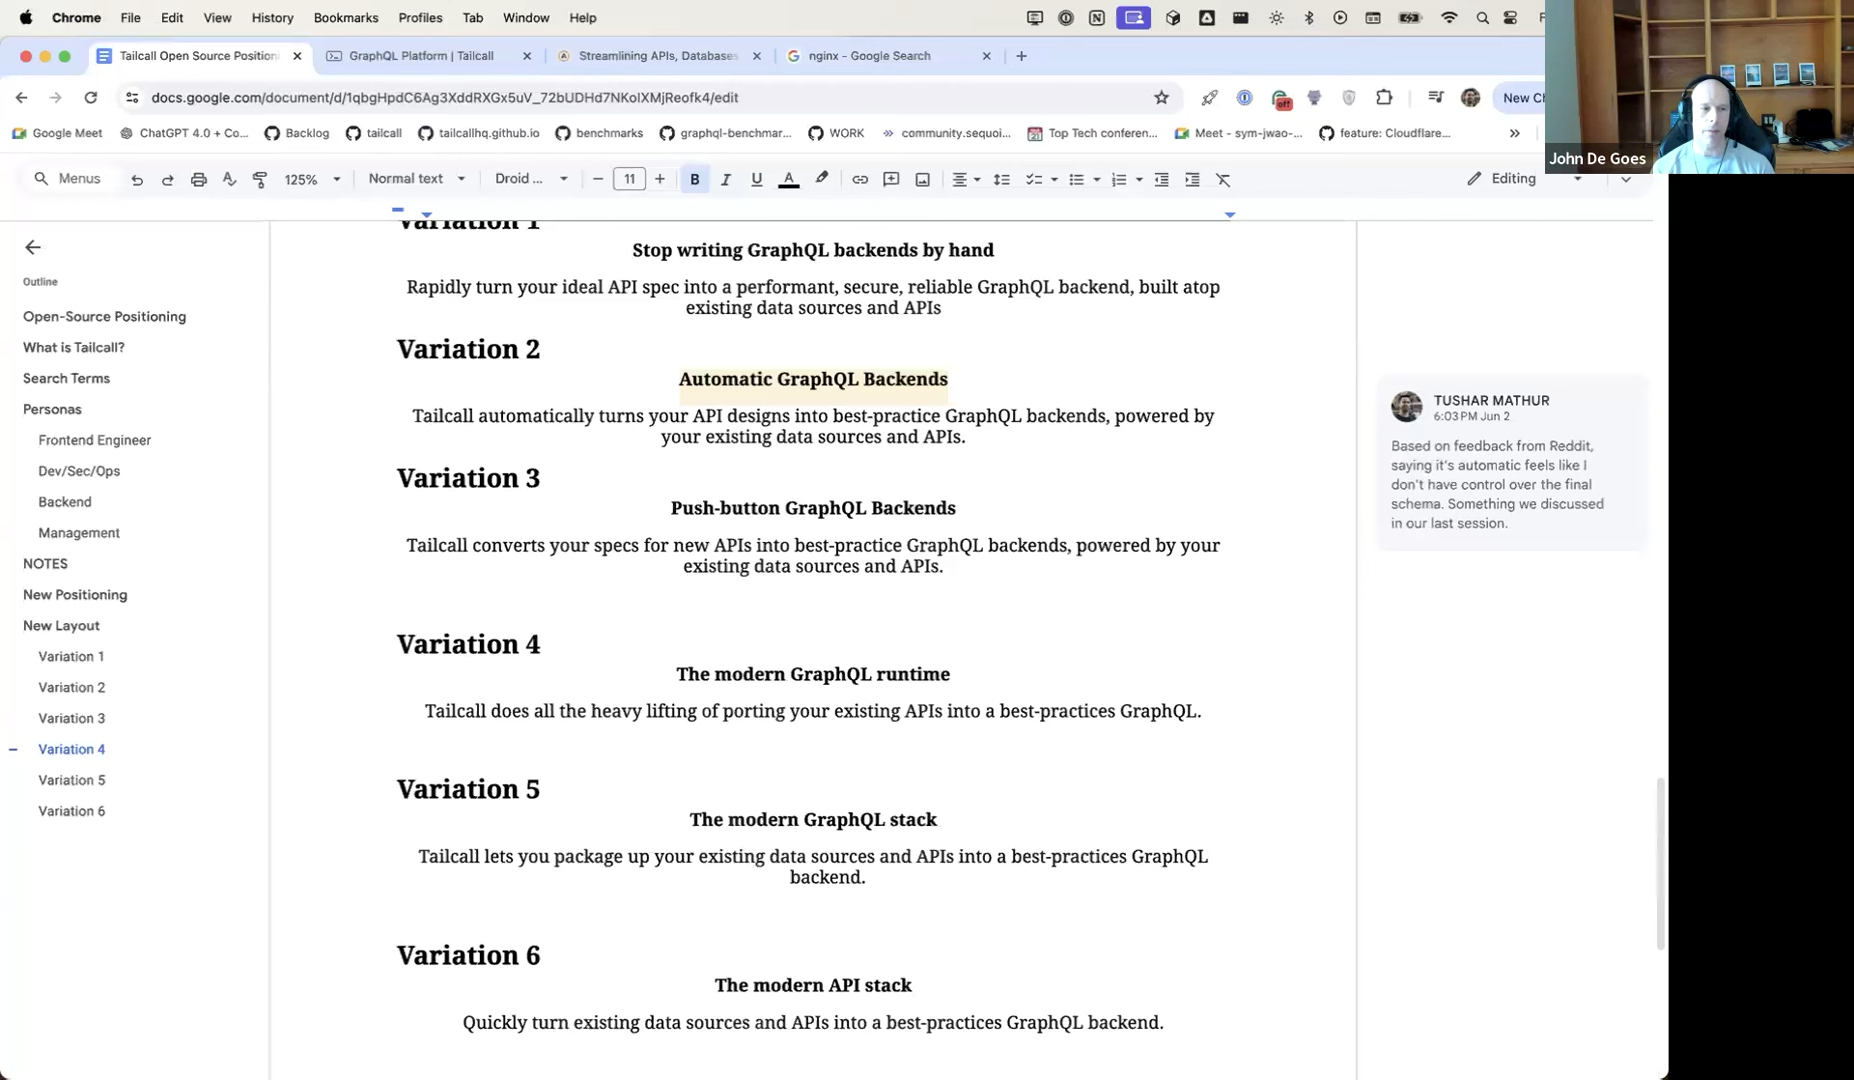 Chrome File Edit View History Bookmarks Profiles Tab Window Help
Tailcall Open Source Position
GraphQL Platform | Tailcall
Streamlining APIs, Databases
nginx - Google Search
docs.google.com/document/d/1qbgHpdC6Ag3XddRXGx5uV_72bUDHd7NKolXMjReofk4/edit
off
New Ch
Google Meet ChatGPT 4.0 + Co... Backlog tailcall tailcallhq.github.io benchmarks graphql-benchmar... WORK community.sequoi... Top Tech conferen... Meet - sym-jwao-... feature: Cloudflare...
John De Goes
Menus 125% Normal text Droid ... 11 B I U A Editing
Outline
Open-Source Positioning
What is Tailcall?
Search Terms
Personas
Frontend Engineer
Dev/Sec/Ops
Backend
Management
NOTES
New Positioning
New Layout
Variation 1
Variation 2
Variation 3
Variation 4
Variation 5
Variation 6
Variation 1
Stop writing GraphQL backends by hand
Rapidly turn your ideal API spec into a performant, secure, reliable GraphQL backend, built atop
existing data sources and APIs
Variation 2
Automatic GraphQL Backends
Tailcall automatically turns your API designs into best-practice GraphQL backends, powered by
your existing data sources and APIs.
Variation 3
Push-button GraphQL Backends
Tailcall converts your specs for new APIs into best-practice GraphQL backends, powered by your
existing data sources and APIs.
Variation 4
The modern GraphQL runtime
Tailcall does all the heavy lifting of porting your existing APIs into a best-practices GraphQL.
Variation 5
The modern GraphQL stack
Tailcall lets you package up your existing data sources and APIs into a best-practices GraphQL
backend.
Variation 6
The modern API stack
Quickly turn existing data sources and APIs into a best-practices GraphQL backend.
TUSHAR MATHUR
6:03 PM Jun 2
Based on feedback from Reddit,
saying it's automatic feels like I
don't have control over the final
schema. Something we discussed
in our last session.